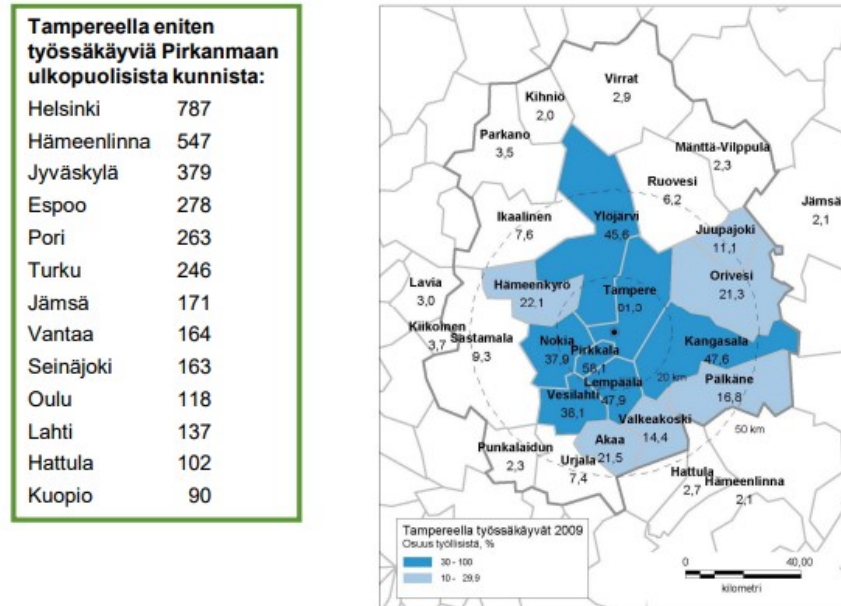 Tampereella eniten
työssäkäyviä Pirkanmaan
ulkopuolisista kunnista:
Helsinki 787
Hämeenlinna 547
Jyväskylä 379
Espoo 278
Pori 263
Turku 246
Jämsä 171
Vantaa 164
Seinäjoki 163
Oulu 118
Lahti 137
Hattula 102
Kuopio 90
Virrat
2,9
Kihniö
2,0
Parkano
3,5
Mänttä-Vilppula
2,3
Ruovesi
6,2
Jämsä
2,1
Ikaalinen
7,6
Ylöjärvi
45,6
Juupajoki
11,1
Orivesi
21,3
Lavia
3,0
Hämeenkyrö
22,1
Tampere
Kiikoinen
3,7
Sastamala
9,3
Nokia
37,9
Pirkkala
58,1
Kangasala
47,6
20 km
Lempäälä
47,9
Pälkäne
16,8
Vesilahti
38,1
Valkeakoski
14,4
50 km
Akaa
21,5
Punkalaidun
2,3
Urjala
7,4
Hattula
2,7
Hämeenlinna
2,1
Tampereella työssäkäyvät 2009
Osuus työllisistä, %
30 - 100
10 - 29,9
0 40,00
kilometri